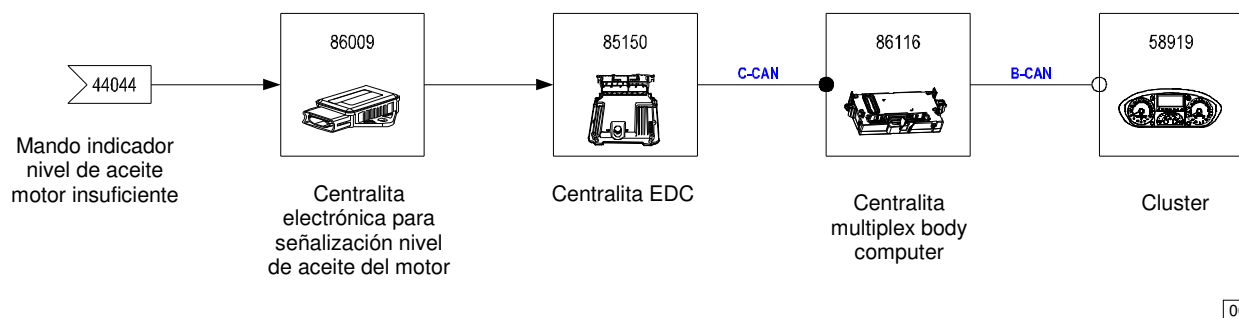 86009
85150
86116
58919
44044
C-CAN
B-CAN
Mando indicador
nivel de aceite
motor insuficiente
Centralita
electrónica para
señalización nivel
de aceite del motor
Centralita EDC
Centralita
multiplex body
computer
Cluster